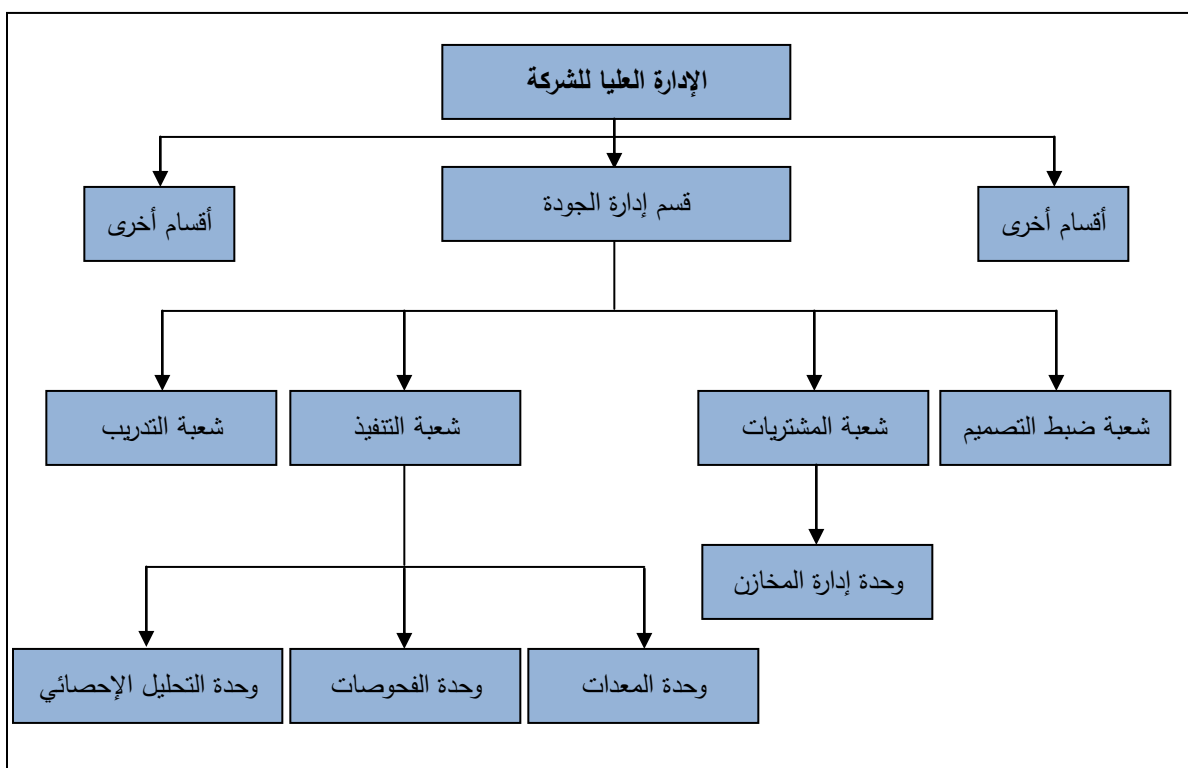 الإدارة العليا للشركة
أقسام أخرى
قسم إدارة الجودة
أقسام أخرى
شعبة ضبط التصميم
شعبة المشتريات
شعبة التنفيذ
شعبة التدريب
وحدة إدارة المخازن
وحدة المعدات
وحدة الفحوصات
وحدة التحليل الإحصائي